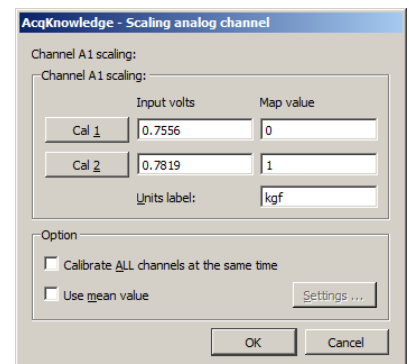 AcqKnowledge - Scaling analog channel
Channel A1 scaling:
Channel A1 scaling:
Input volts Map value
Cal 1 0.7556 0
Cal 2 0.7819 1
Units label: kgf
Option
Calibrate ALL channels at the same time
Use mean value Settings ...
OK Cancel